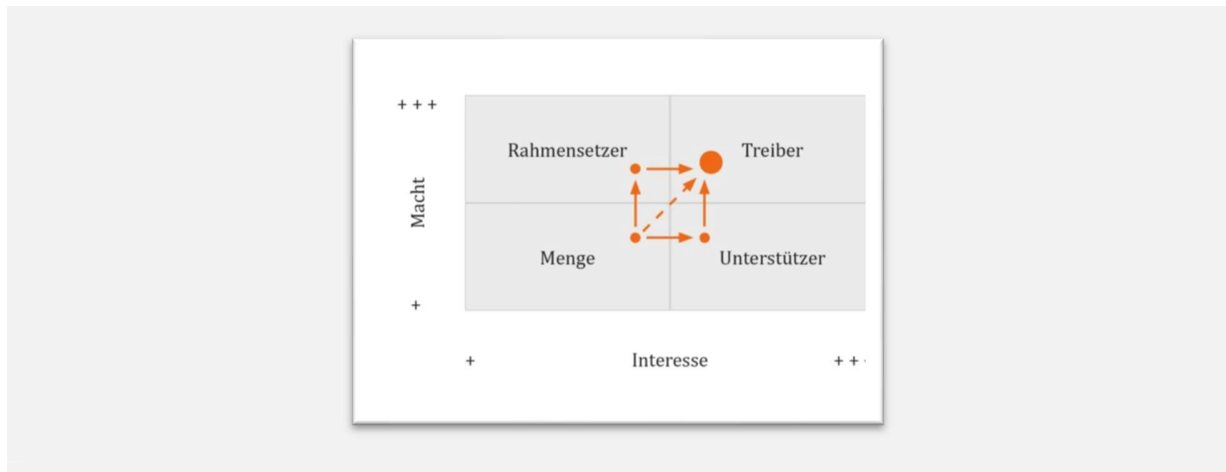 + + +
Rahmensetzer
Treiber
Macht
Menge
Unterstützer
+
+
Interesse
+ +